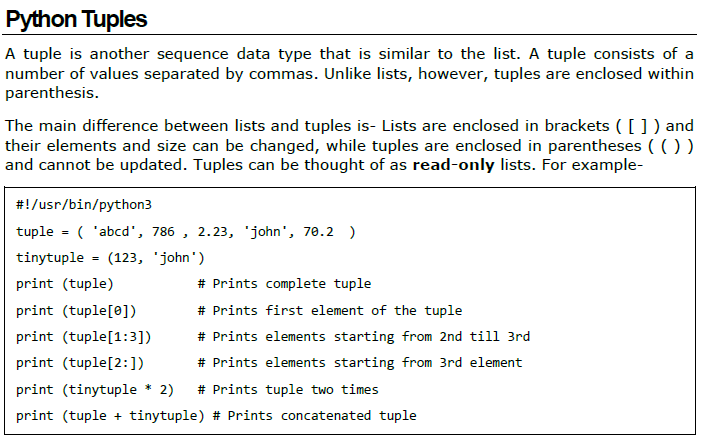 Python Tuples
A tuple is another sequence data type that is similar to the list. A tuple consists of a
number of values separated by commas. Unlike lists, however, tuples are enclosed within
parenthesis.
The main difference between lists and tuples is- Lists are enclosed in brackets ( [ ] ) and
their elements and size can be changed, while tuples are enclosed in parentheses ( ( ) )
and cannot be updated. Tuples can be thought of as read-only lists. For example-
#!/usr/bin/python3
tuple = ( 'abcd', 786 , 2.23, 'john', 70.2  )
tinytuple = (123, 'john')
print (tuple)           # Prints complete tuple
print (tuple[0])        # Prints first element of the tuple
print (tuple[1:3])      # Prints elements starting from 2nd till 3rd
print (tuple[2:])       # Prints elements starting from 3rd element
print (tinytuple * 2)   # Prints tuple two times
print (tuple + tinytuple) # Prints concatenated tuple